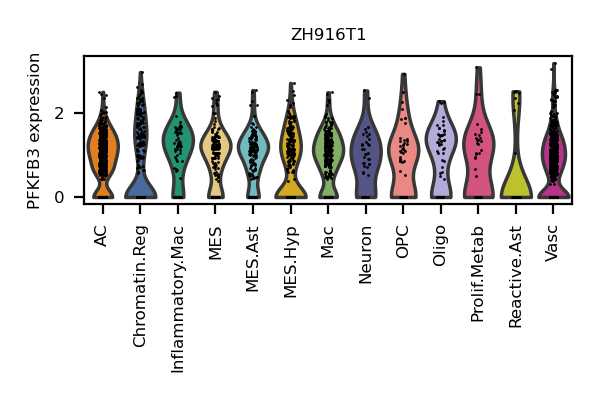 ZH916T1
PFKFB3 expression
2
0
AC
Chromatin.Reg
Inflammatory.Mac
MES
MES.Ast
MES.Hyp
Mac
Neuron
OPC
Oligo
Prolif.Metab
Reactive.Ast
Vasc